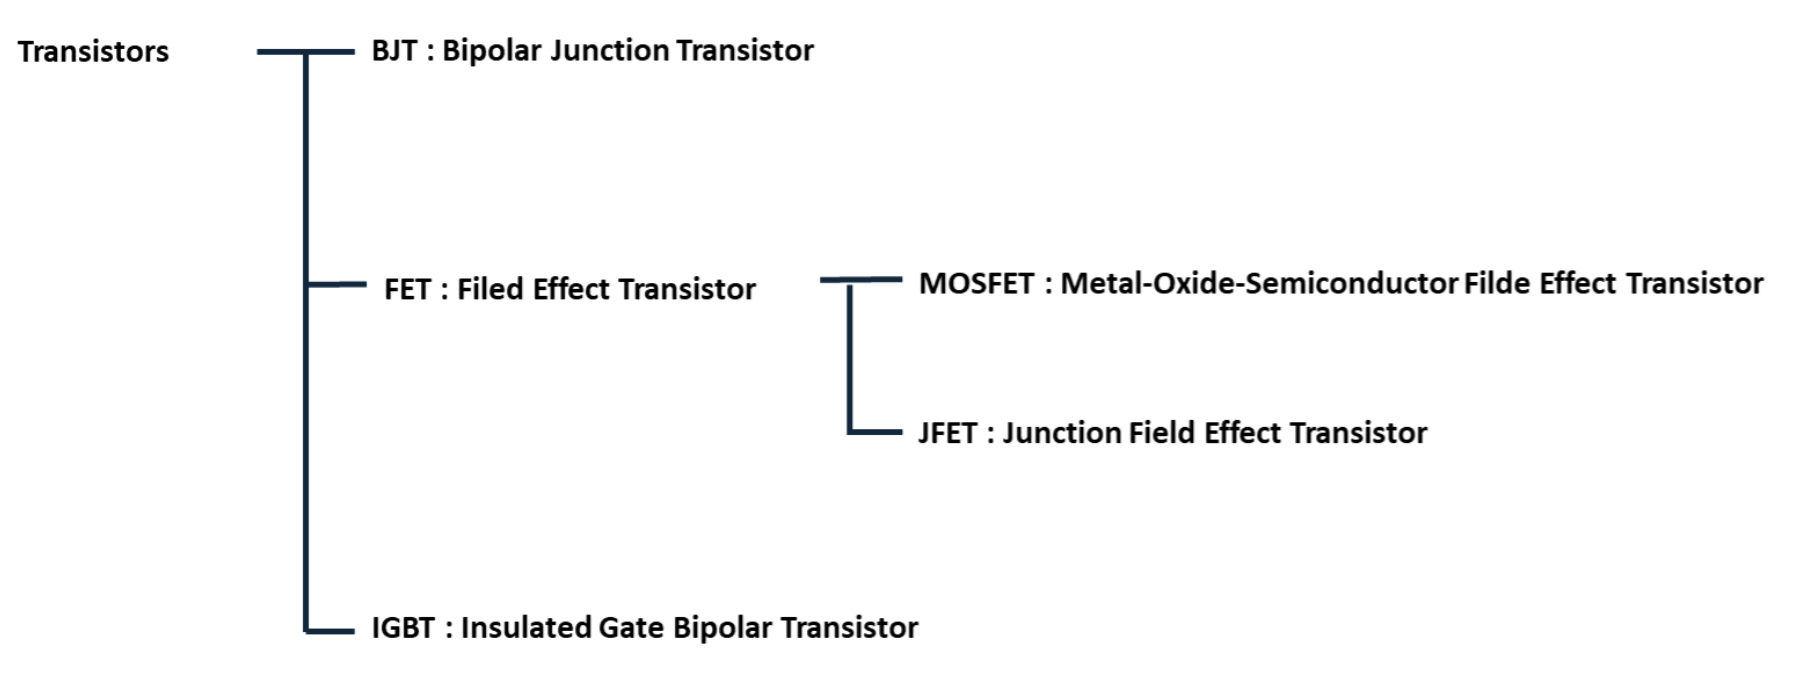 Transistors
BJT : Bipolar Junction Transistor
FET : Filed Effect Transistor
MOSFET : Metal-Oxide-Semiconductor Filde Effect Transistor
JFET : Junction Field Effect Transistor
IGBT : Insulated Gate Bipolar Transistor